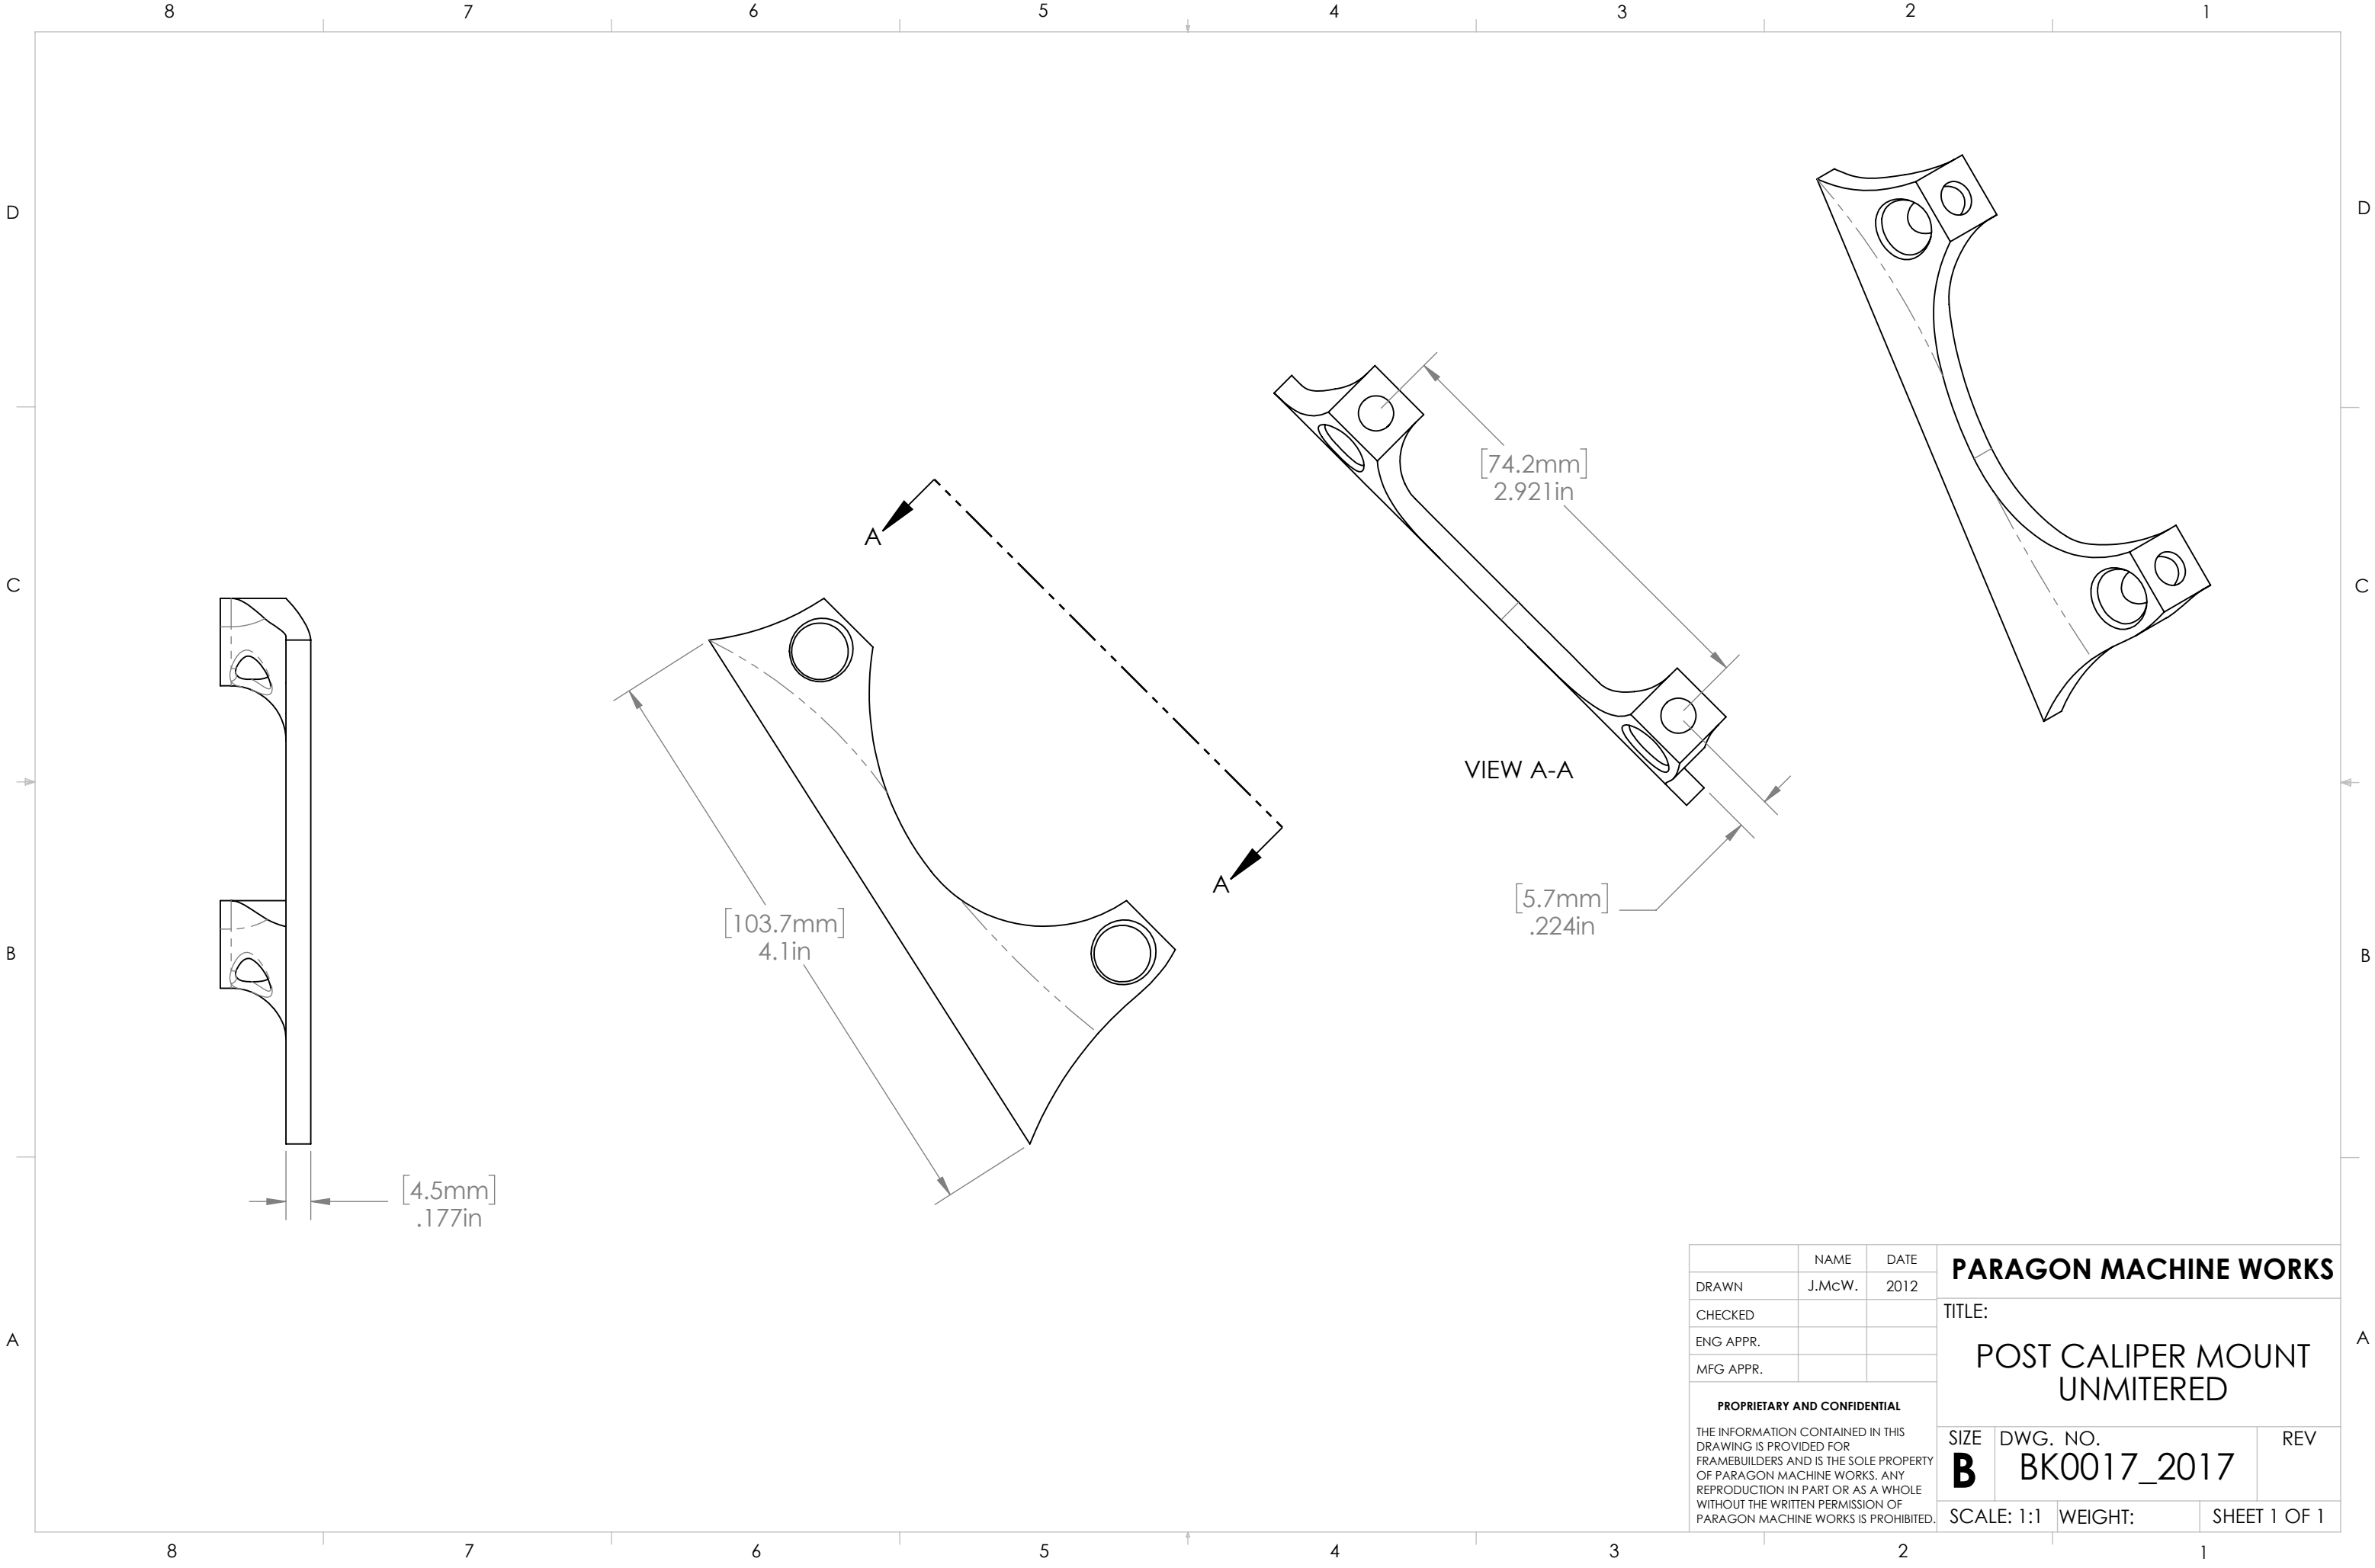 8 7 6 5 4 3 2 1
D D
C C
B B
A A
[74.2mm]
2.921in
A
A
VIEW A-A
[5.7mm]
.224in
[103.7mm]
4.1in
[4.5mm]
.177in
NAME DATE
DRAWN J.McW. 2012
CHECKED
ENG APPR.
MFG APPR.
PROPRIETARY AND CONFIDENTIAL
THE INFORMATION CONTAINED IN THIS
DRAWING IS PROVIDED FOR
FRAMEBUILDERS AND IS THE SOLE PROPERTY
OF PARAGON MACHINE WORKS. ANY
REPRODUCTION IN PART OR AS A WHOLE
WITHOUT THE WRITTEN PERMISSION OF
PARAGON MACHINE WORKS IS PROHIBITED.
PARAGON MACHINE WORKS
TITLE:
POST CALIPER MOUNT
UNMITERED
SIZE DWG. NO. REV
B BK0017_2017
SCALE: 1:1 WEIGHT: SHEET 1 OF 1
8 7 6 5 4 3 2 1